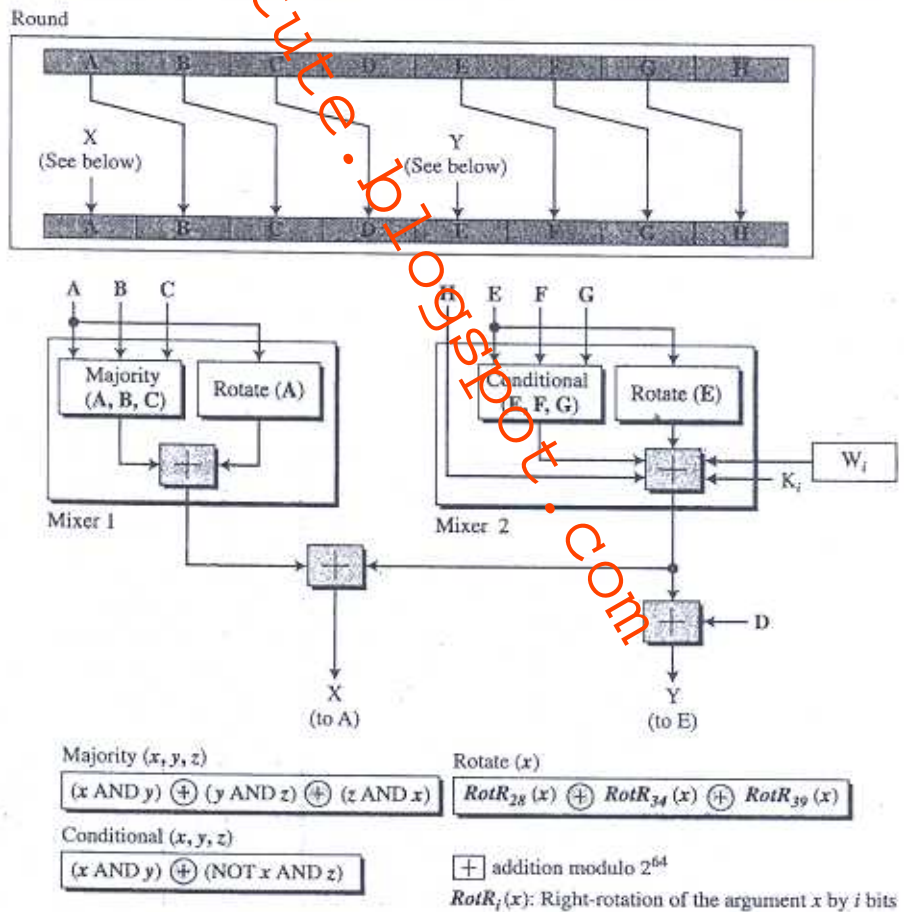 Round
A B C D E F G H
X
(See below)
Y
(See below)
A B C D E F G H
A B C
H E F G
Majority
(A, B, C)
Rotate (A)
Conditional
(E, F, G)
Rotate (E)
+
+
W_i
K_i
Mixer 1
Mixer 2
+
+
D
X
(to A)
Y
(to E)
Majority (x, y, z)
(x AND y) ⊕ (y AND z) ⊕ (z AND x)
Rotate (x)
RotR_28 (x) ⊕ RotR_34 (x) ⊕ RotR_39 (x)
Conditional (x, y, z)
(x AND y) ⊕ (NOT x AND z)
+ addition modulo 2^64
RotR_i (x): Right-rotation of the argument x by i bits
cute.blogspot.com